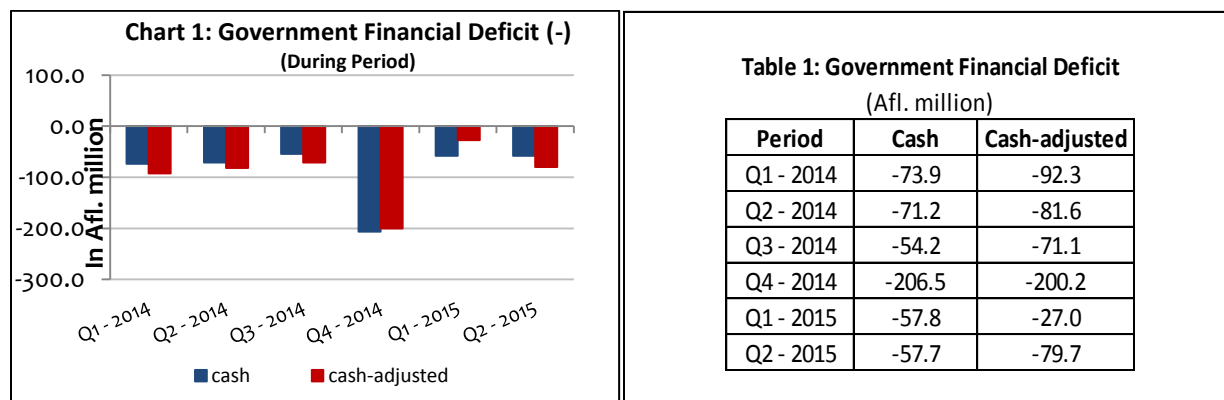 Chart 1: Government Financial Deficit (-)
(During Period)
In Afl. million
100.0
0.0
-100.0
-200.0
-300.0
Q1 - 2014
Q2 - 2014
Q3 - 2014
Q4 - 2014
Q1 - 2015
Q2 - 2015
cash cash-adjusted
Table 1: Government Financial Deficit
(Afl. million)
Period Cash Cash-adjusted
Q1 - 2014 -73.9 -92.3
Q2 - 2014 -71.2 -81.6
Q3 - 2014 -54.2 -71.1
Q4 - 2014 -206.5 -200.2
Q1 - 2015 -57.8 -27.0
Q2 - 2015 -57.7 -79.7